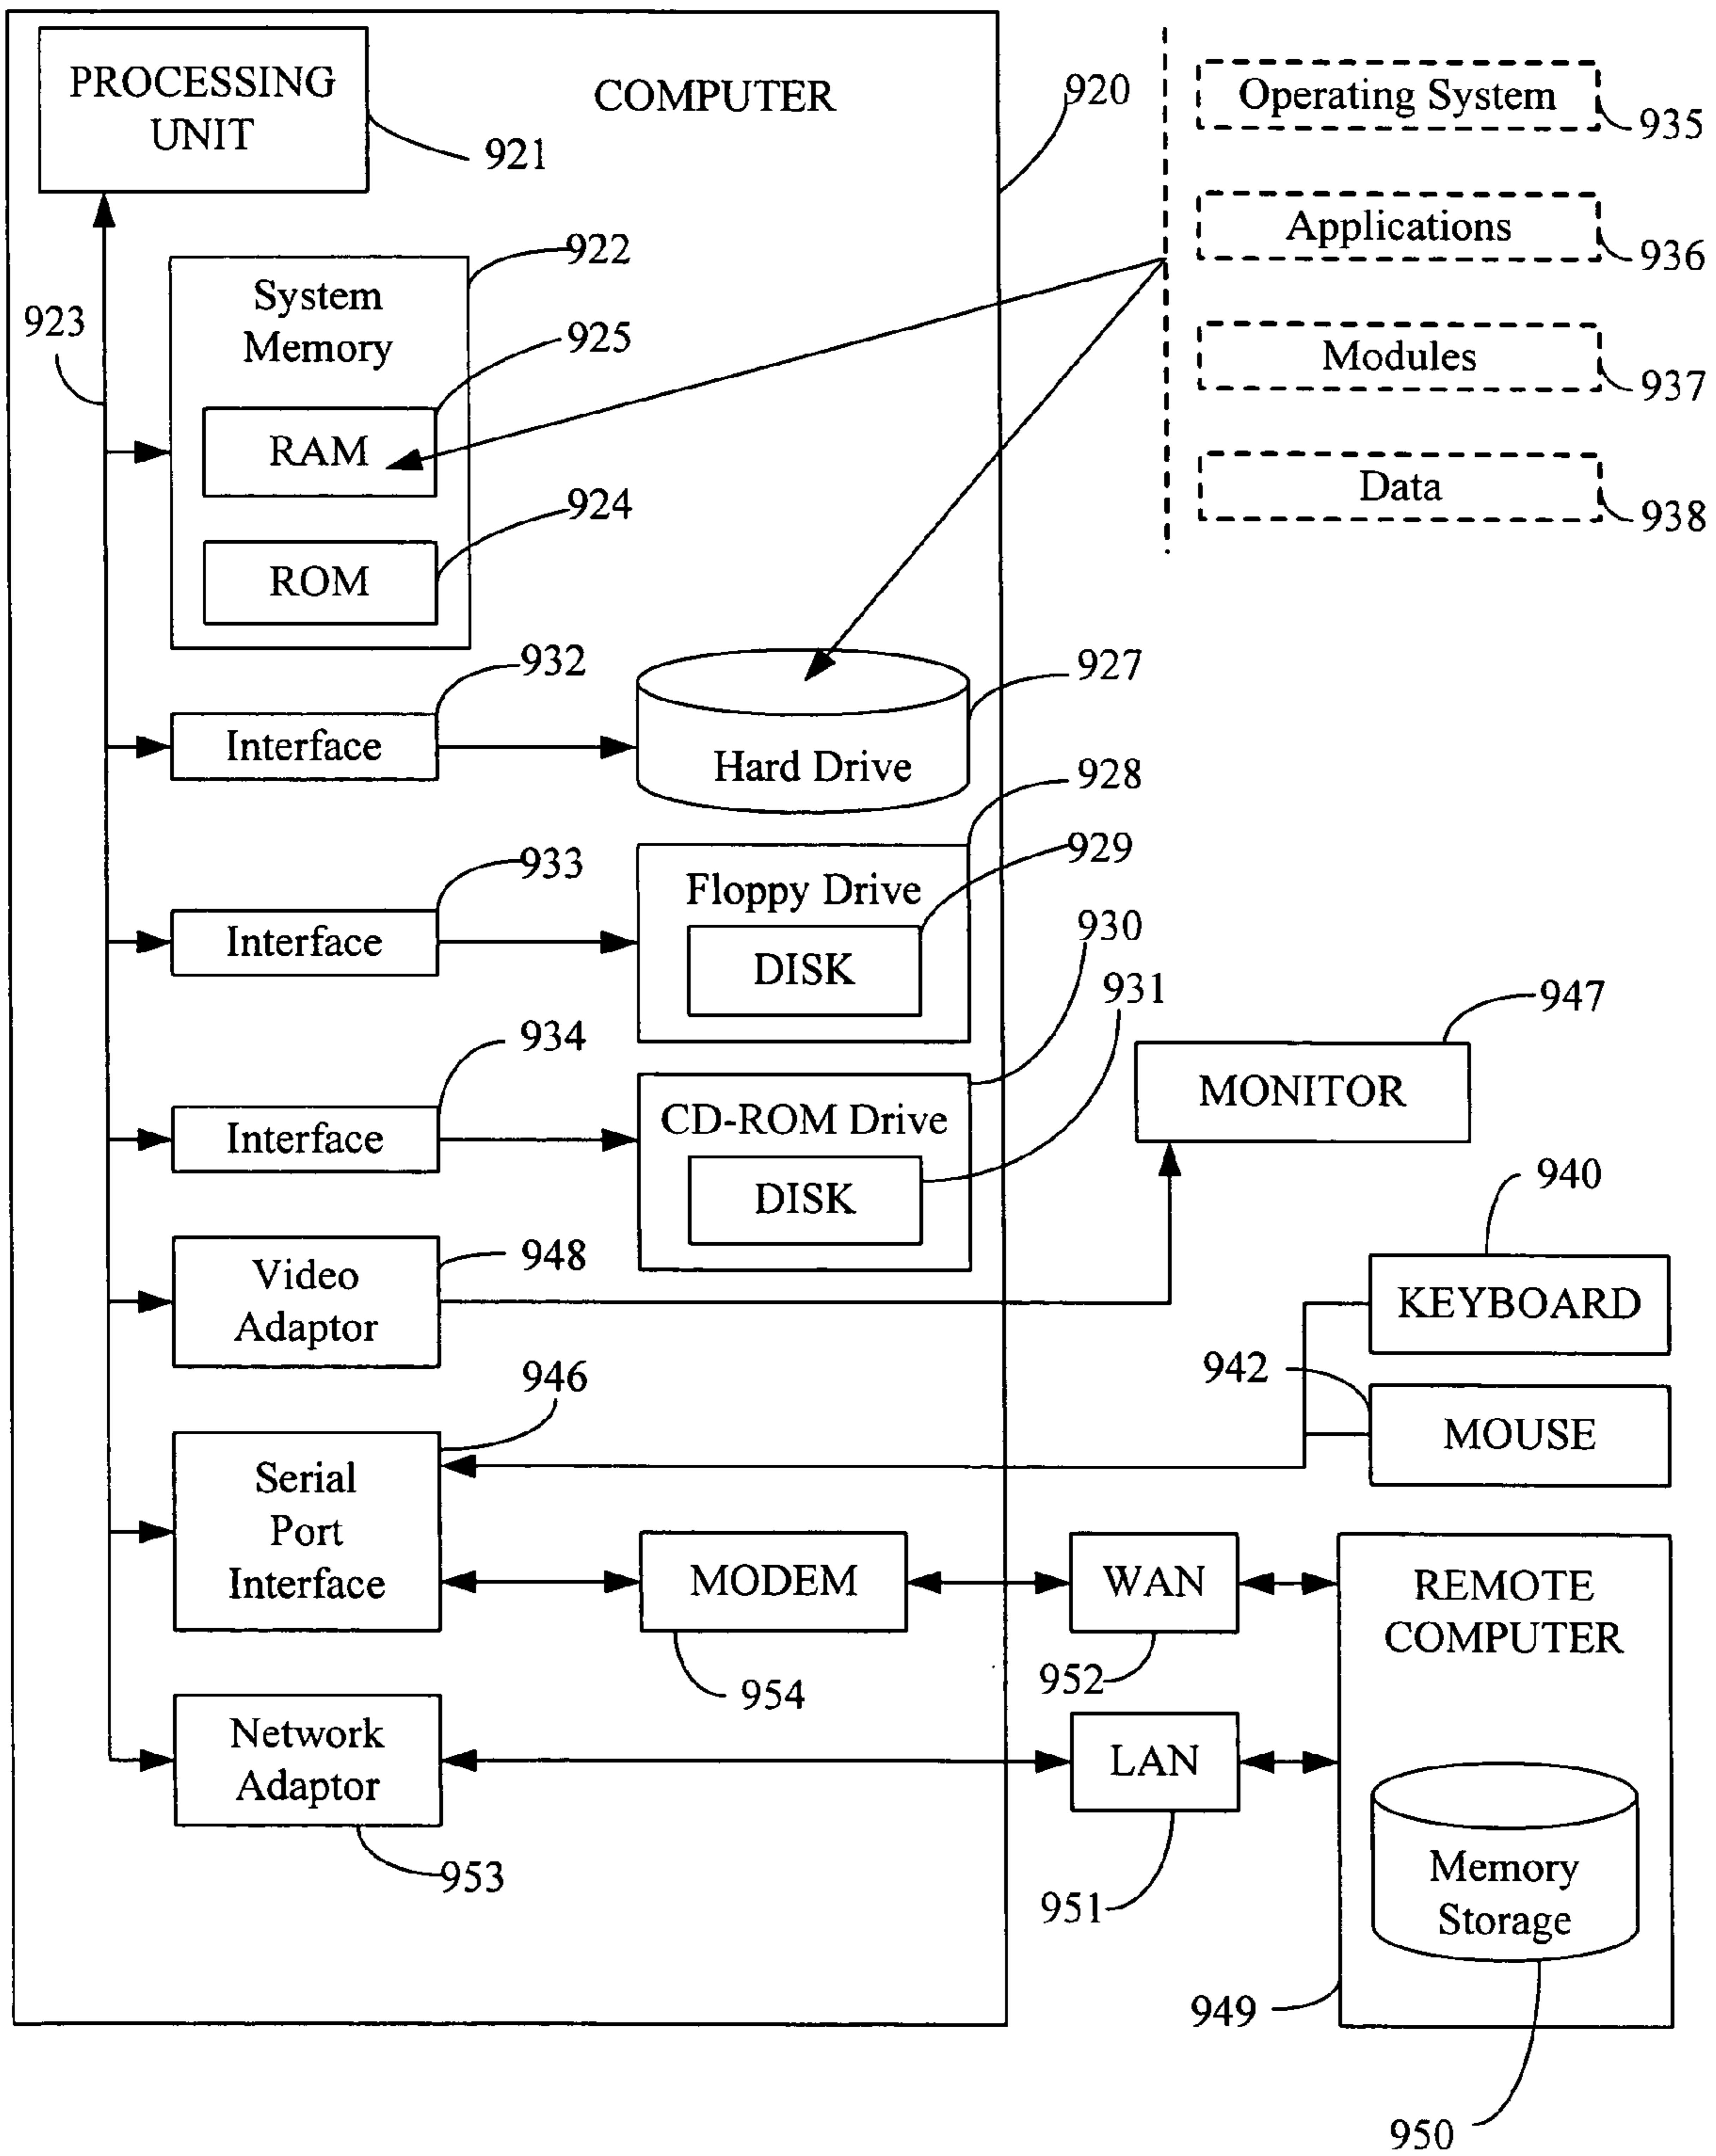 PROCESSING
UNIT
COMPUTER
920
921
Operating System
935
Applications
936
Modules
937
Data
938
922
System
Memory
923
925
RAM
924
ROM
932
Interface
927
Hard Drive
928
933
Interface
929
Floppy Drive
DISK
930
931
934
Interface
CD-ROM Drive
DISK
947
MONITOR
940
KEYBOARD
948
Video
Adaptor
942
MOUSE
946
Serial
Port
Interface
MODEM
954
WAN
952
REMOTE
COMPUTER
Network
Adaptor
953
LAN
951
Memory
Storage
949
950